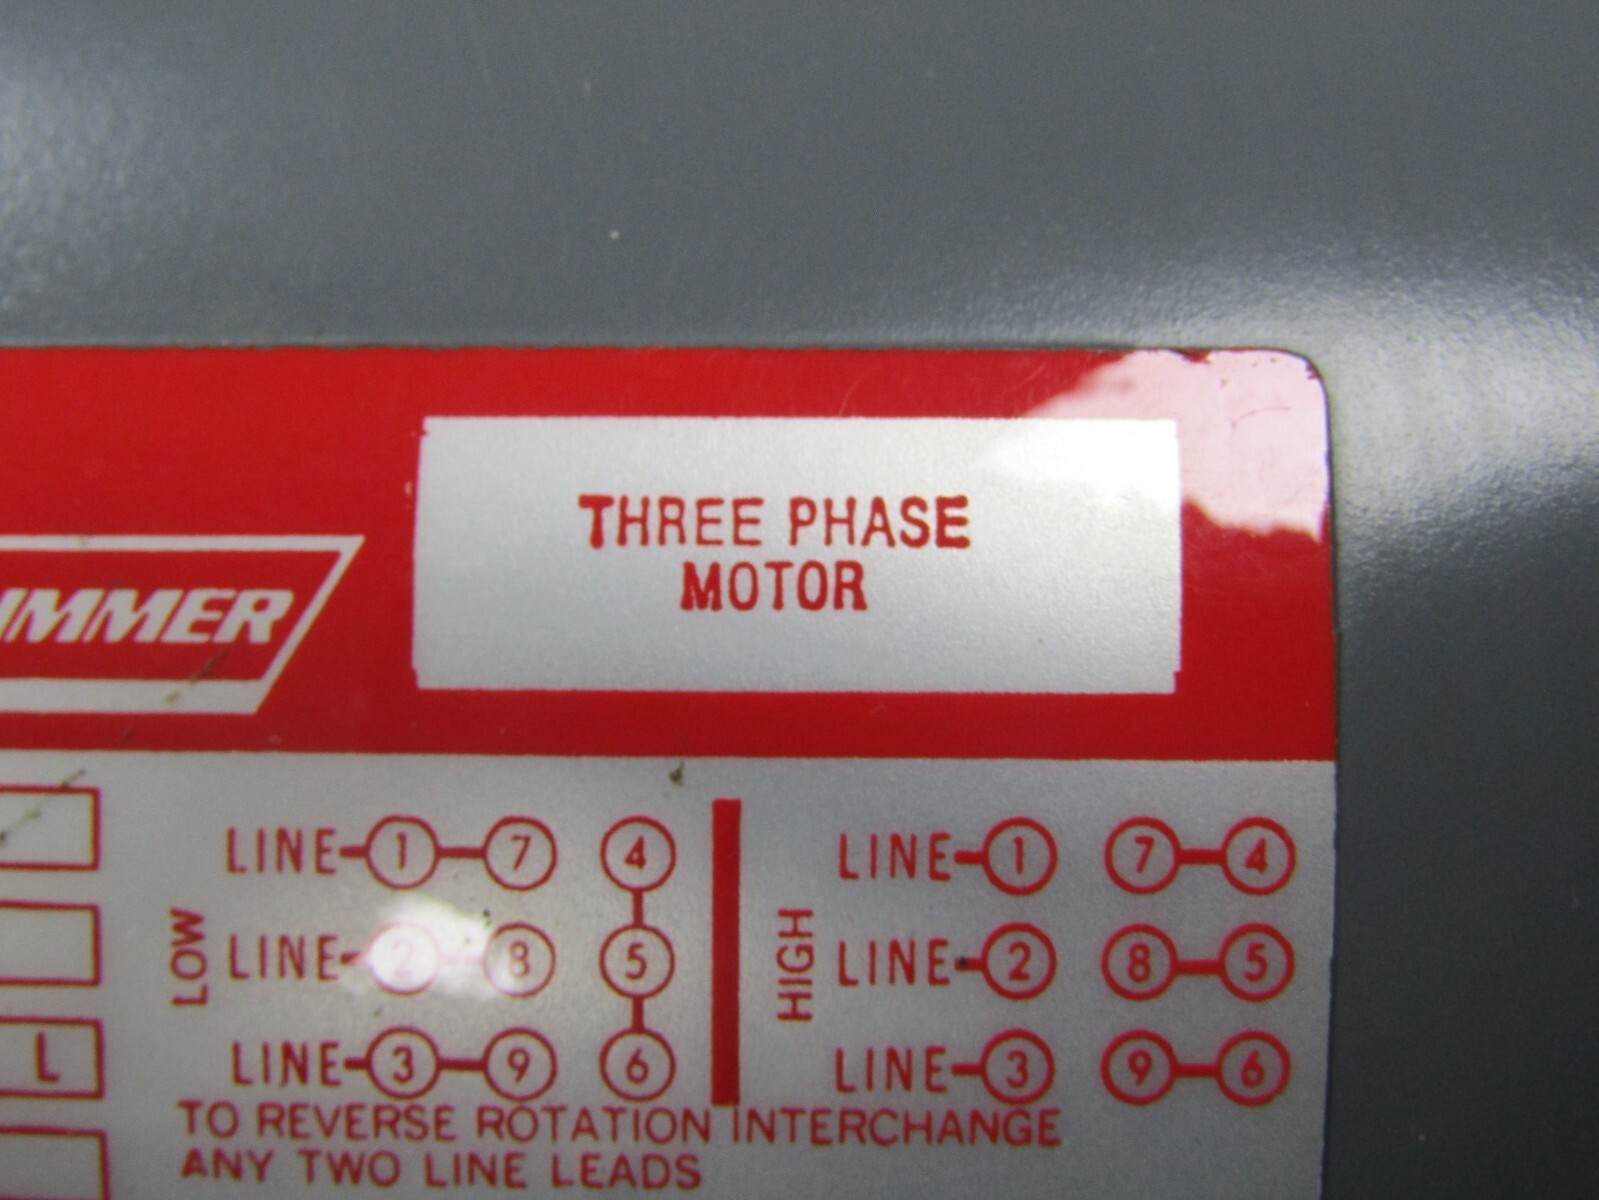 THREE PHASE
MOTOR
L
LOW
LINE 1 7 4
LINE 2 8 5
LINE 3 9 6
HIGH
LINE 1 7 4
LINE 2 8 5
LINE 3 9 6
TO REVERSE ROTATION INTERCHANGE
ANY TWO LINE LEADS